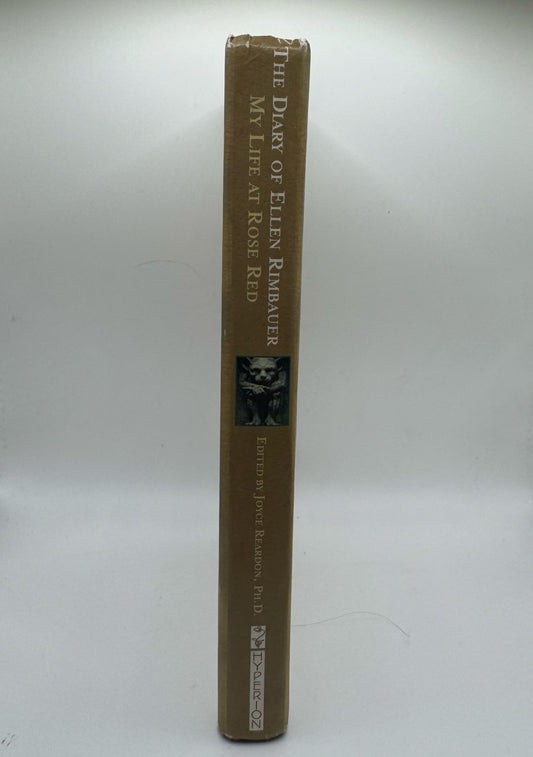 THE DIARY OF ELLEN RIMBAUER
MY LIFE AT ROSE RED
EDITED BY JOYCE REARDON, PH.D.
HYPERION